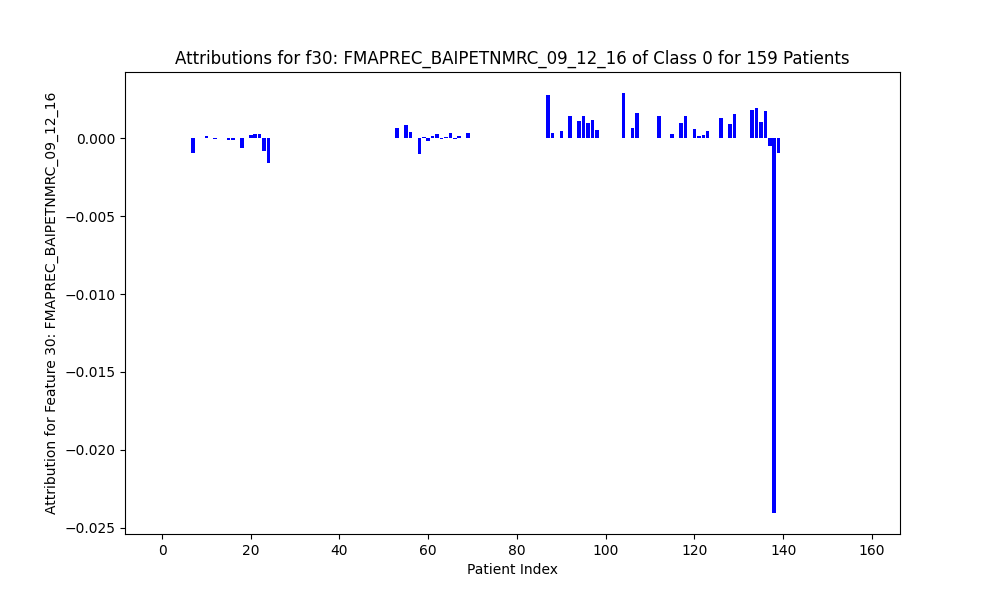 Attributions for f30: FMAPREC_BAIPETNMRC_09_12_16 of Class 0 for 159 Patients
Attribution for Feature 30: FMAPREC_BAIPETNMRC_09_12_16
0.000
−0.005
−0.010
−0.015
−0.020
−0.025
0 20 40 60 80 100 120 140 160
Patient Index